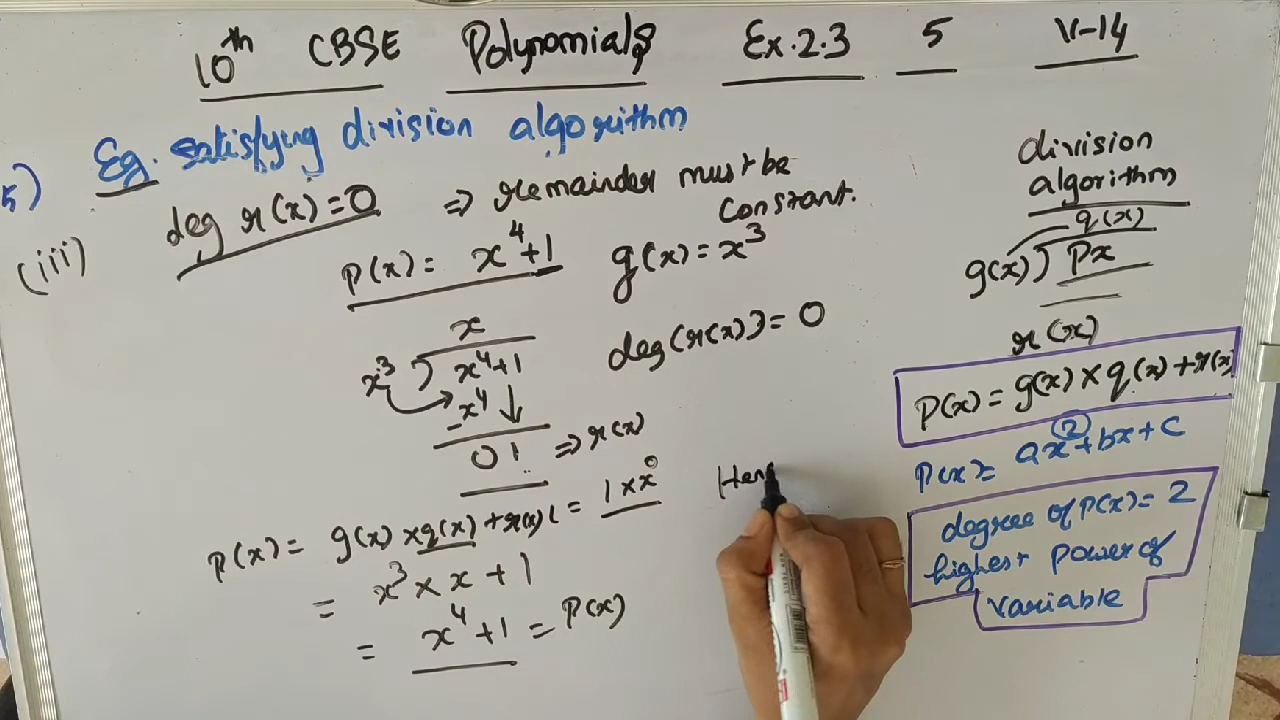 10th CBSE Polynomials Ex.2.3 5 V-14
5) Eg. satisfying division algorithm
(iii) deg r(x)=0 ⇒ remainder must be
constant.
P(x) = x⁴+1 g(x) = x³
x
x³ ) x⁴+1
-x⁴ ↓
0 1 ⇒ r(x)
= 1×x⁰
deg(r(x)) = 0
P(x) = g(x) × q(x) + r(x)
= x³ × x + 1
= x⁴+1 = P(x)
Hen
division
algorithm
q(x)
g(x) ) Px
r(x)
P(x) = g(x) × q(x) + r(x)
P(x) = ax²+bx+c
degree of P(x) = 2
highest power of
variable